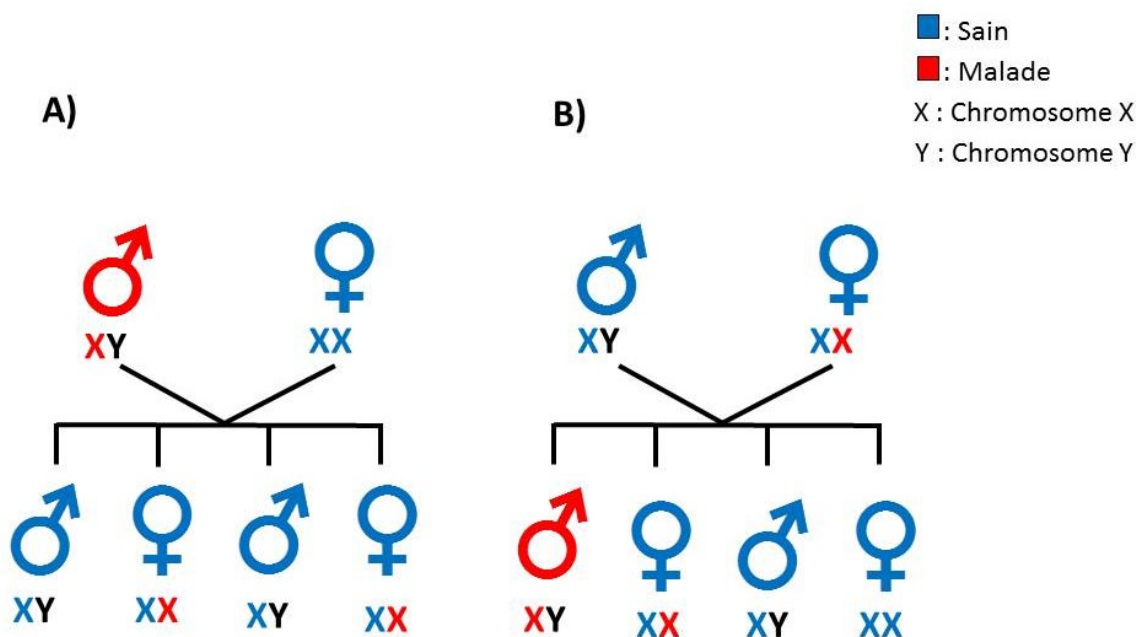 : Sain
: Malade
X : Chromosome X
Y : Chromosome Y
A)
B)
XY
XX
XY
XX
XY
XX
XY
XX
XY
XX
XY
XX